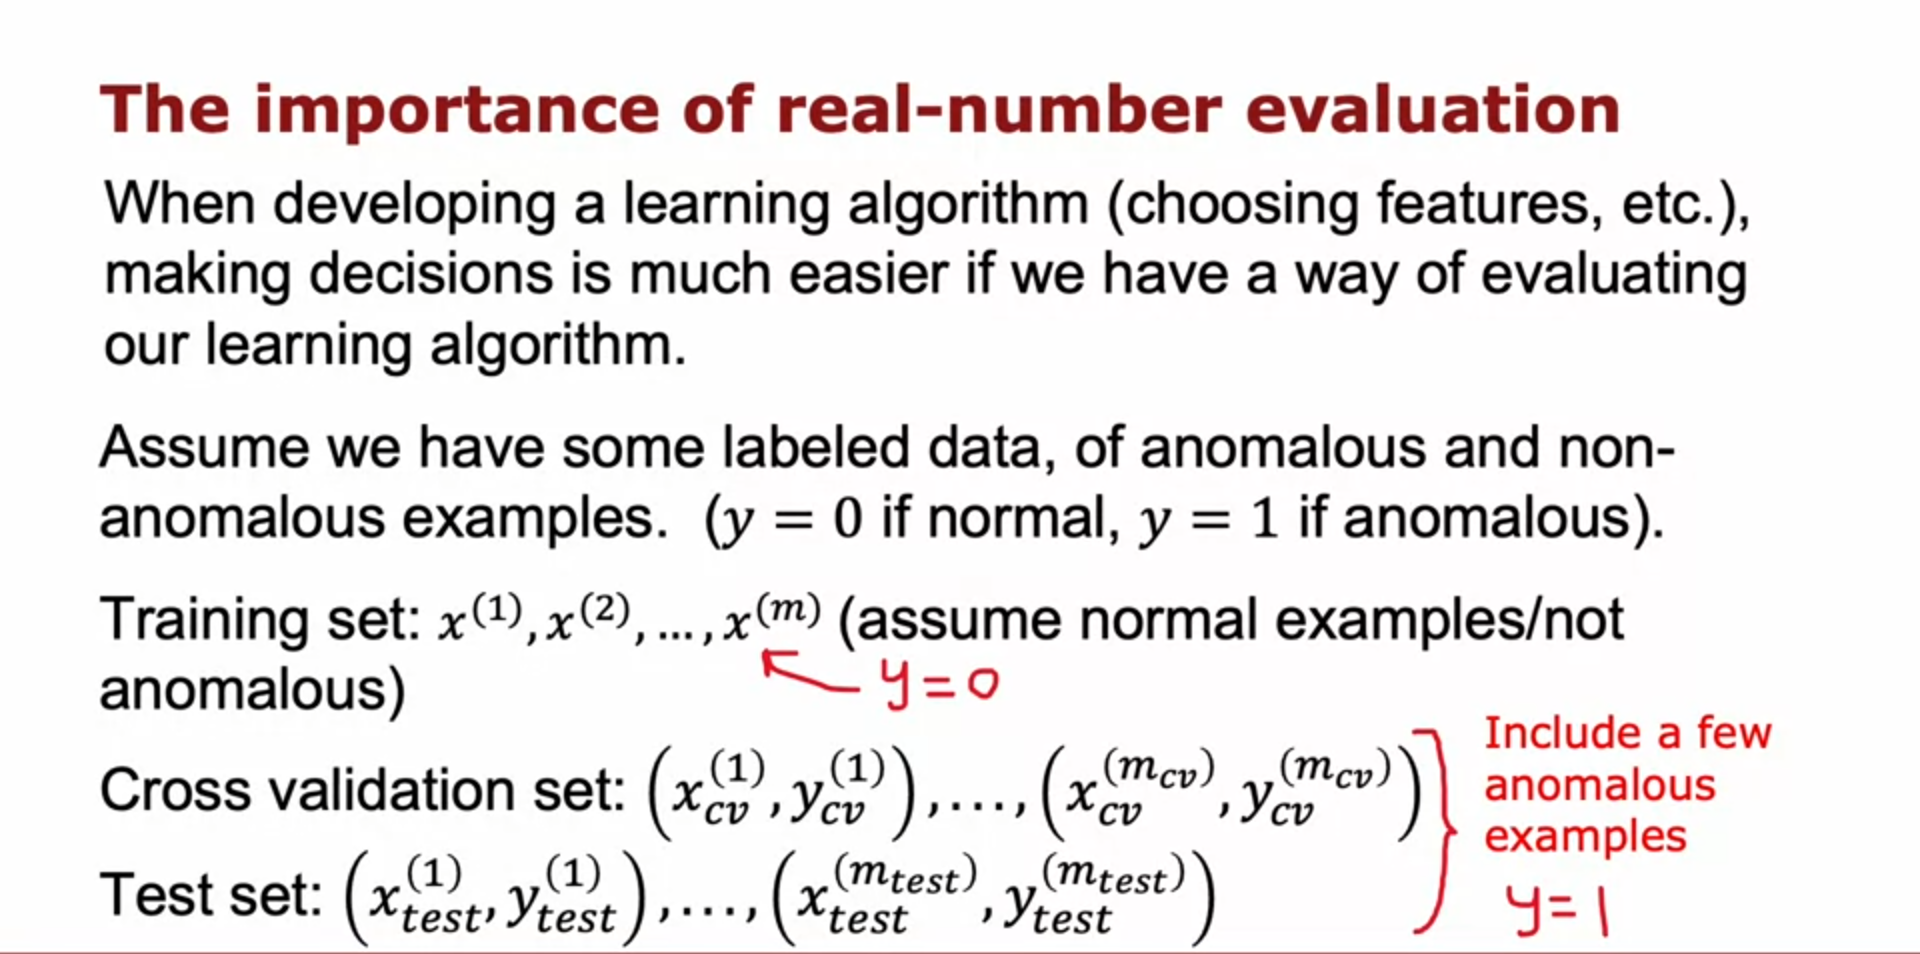 The importance of real-number evaluation
When developing a learning algorithm (choosing features, etc.),
making decisions is much easier if we have a way of evaluating
our learning algorithm.
Assume we have some labeled data, of anomalous and non-
anomalous examples. (y = 0 if normal, y = 1 if anomalous).
Training set: x^{(1)}, x^{(2)}, ..., x^{(m)} (assume normal examples/not
anomalous)
y=0
Cross validation set: (x_{cv}^{(1)}, y_{cv}^{(1)}), ..., (x_{cv}^{(m_{cv})}, y_{cv}^{(m_{cv})})
Test set: (x_{test}^{(1)}, y_{test}^{(1)}), ..., (x_{test}^{(m_{test})}, y_{test}^{(m_{test})})
Include a few
anomalous
examples
y=1